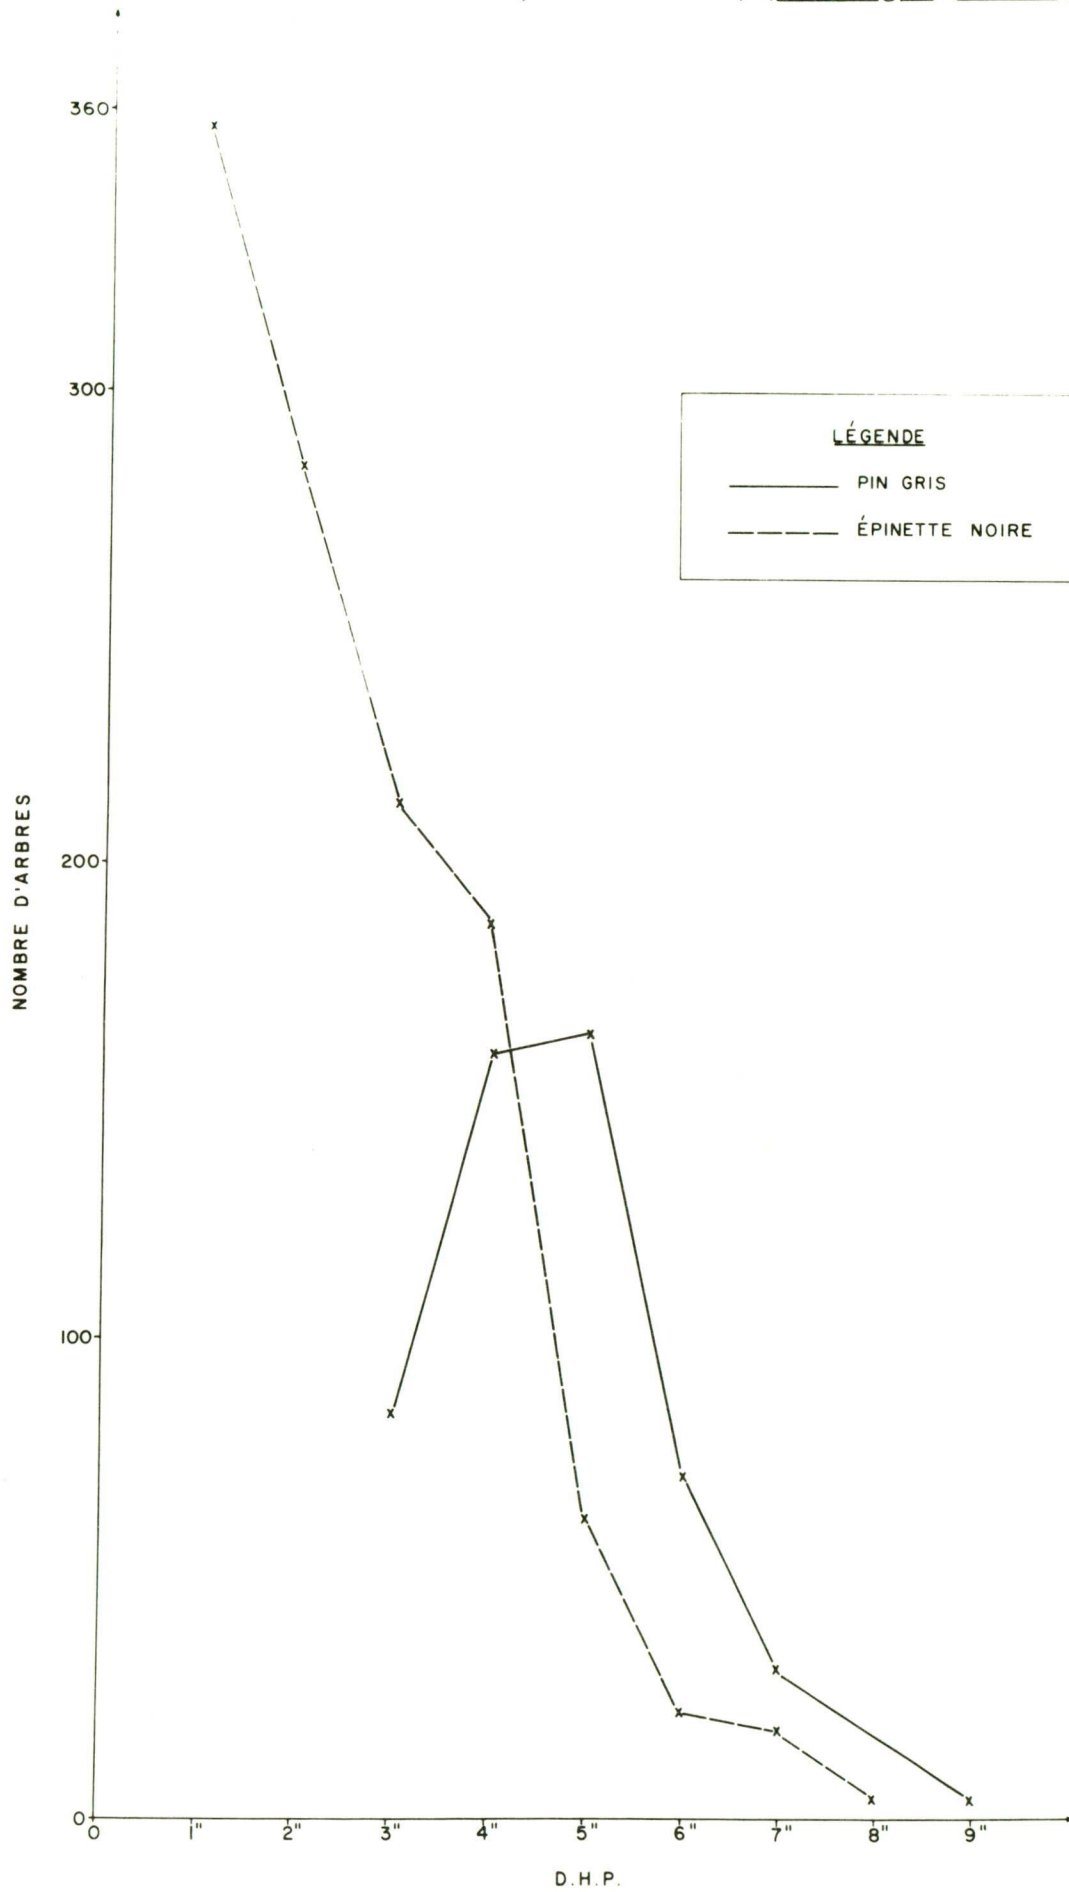 360
300
LÉGENDE
PIN GRIS
ÉPINETTE NOIRE
200
NOMBRE D'ARBRES
100
0
0 1" 2" 3" 4" 5" 6" 7" 8" 9"
D.H.P.